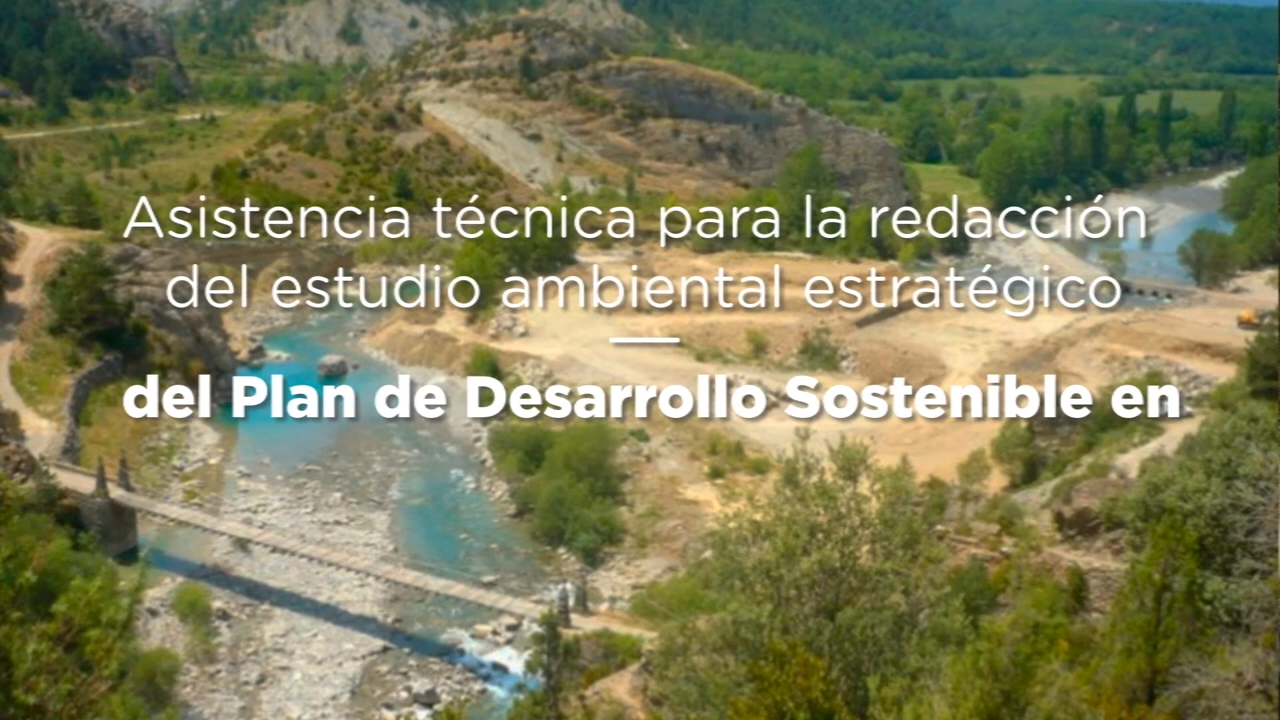 Asistencia técnica para la redacción
del estudio ambiental estratégico
del Plan de Desarrollo Sostenible en